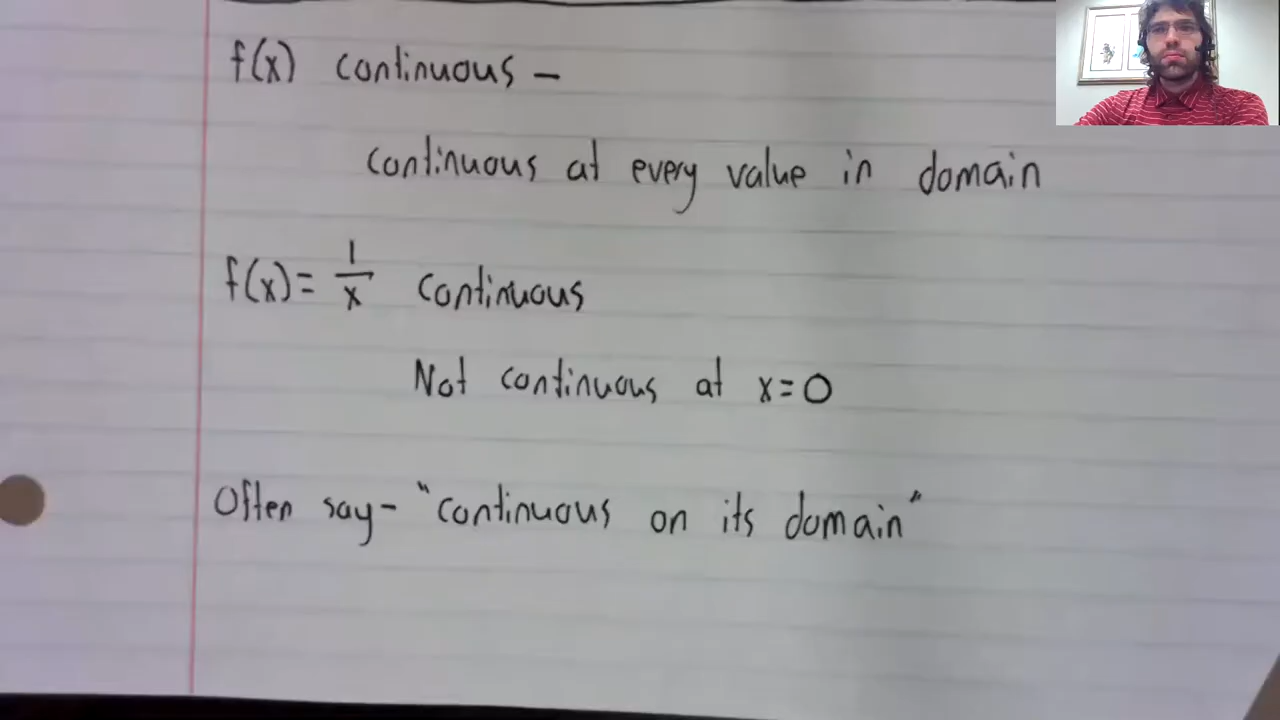 f(x) continuous –
continuous at every value in domain
f(x) = 1/x continuous
Not continuous at x=0
Often say – "continuous on its domain"